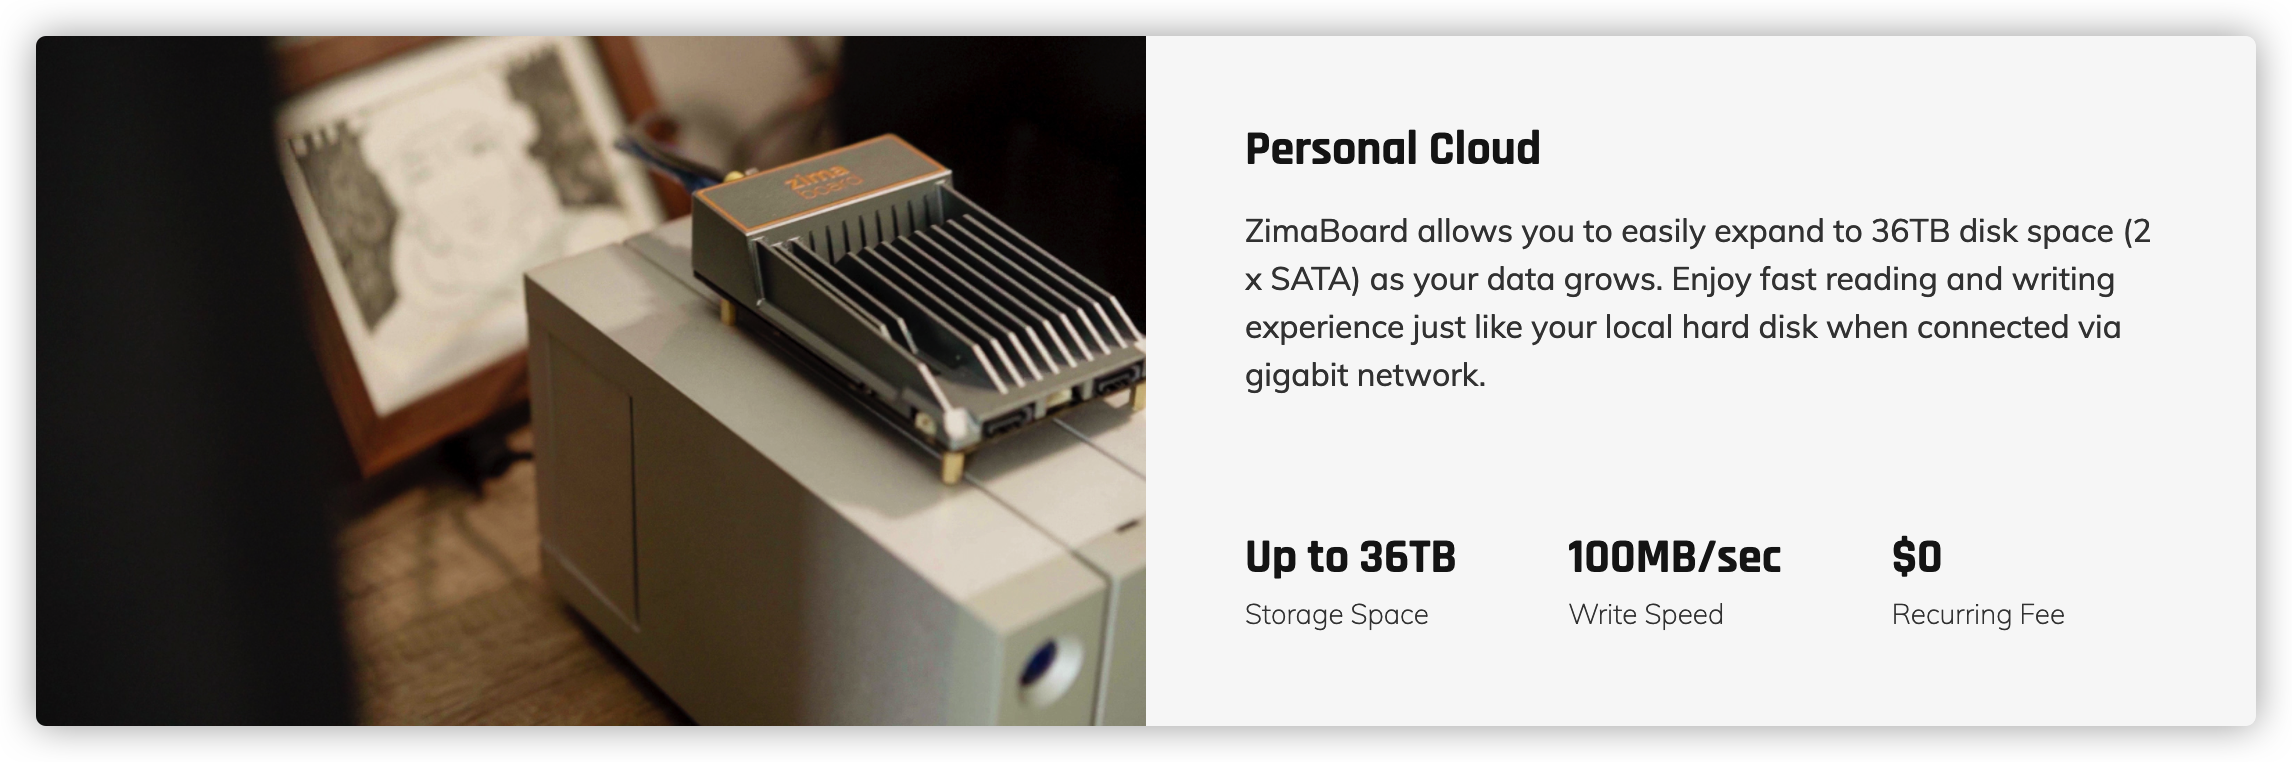 zima
board
Personal Cloud
ZimaBoard allows you to easily expand to 36TB disk space (2
x SATA) as your data grows. Enjoy fast reading and writing
experience just like your local hard disk when connected via
gigabit network.
Up to 36TB
100MB/sec
$0
Storage Space
Write Speed
Recurring Fee